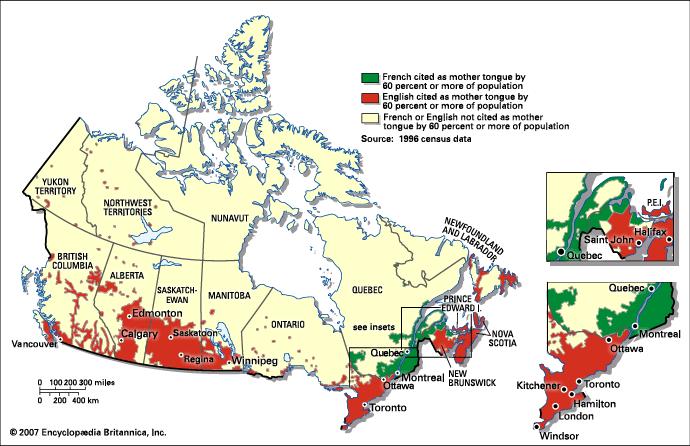 French cited as mother tongue by
60 percent or more of population
English cited as mother tongue by
60 percent or more of population
French or English not cited as mother
tongue by 60 percent or more of population
Source: 1996 census data
YUKON
TERRITORY
NORTHWEST
TERRITORIES
NUNAVUT
NEWFOUNDLAND
AND LABRADOR
BRITISH
COLUMBIA
ALBERTA
SASKATCH-
EWAN
MANITOBA
ONTARIO
QUEBEC
PRINCE
EDWARD I.
see insets
NOVA
SCOTIA
NEW
BRUNSWICK
Edmonton
Calgary
Saskatoon
Regina
Winnipeg
Vancouver
Quebec
Montreal
Ottawa
Toronto
P.E.I.
Saint John
Halifax
Quebec
Quebec
Montreal
Ottawa
Kitchener
Toronto
Hamilton
London
Windsor
0 100 200 300 miles
0 200 400 km
© 2007 Encyclopædia Britannica, Inc.